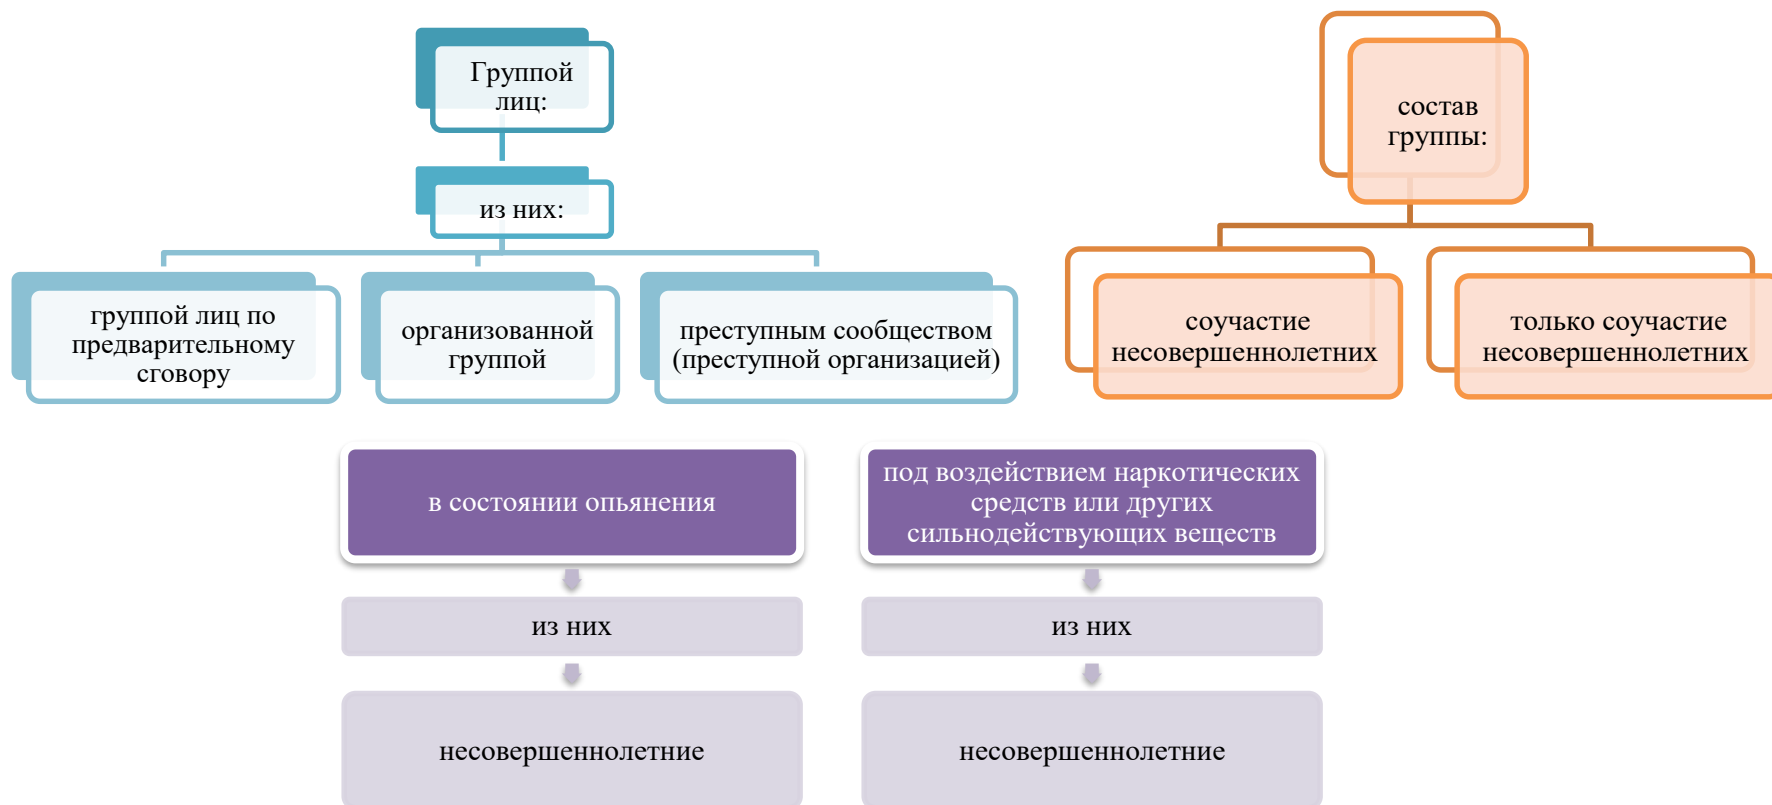 Группой
лиц:
из них:
группой лиц по
предварительному
сговору
организованной
группой
преступным сообществом
(преступной организацией)
состав
группы:
соучастие
несовершеннолетних
только соучастие
несовершеннолетних
в состоянии опьянения
из них
несовершеннолетние
под воздействием наркотических
средств или других
сильнодействующих веществ
из них
несовершеннолетние